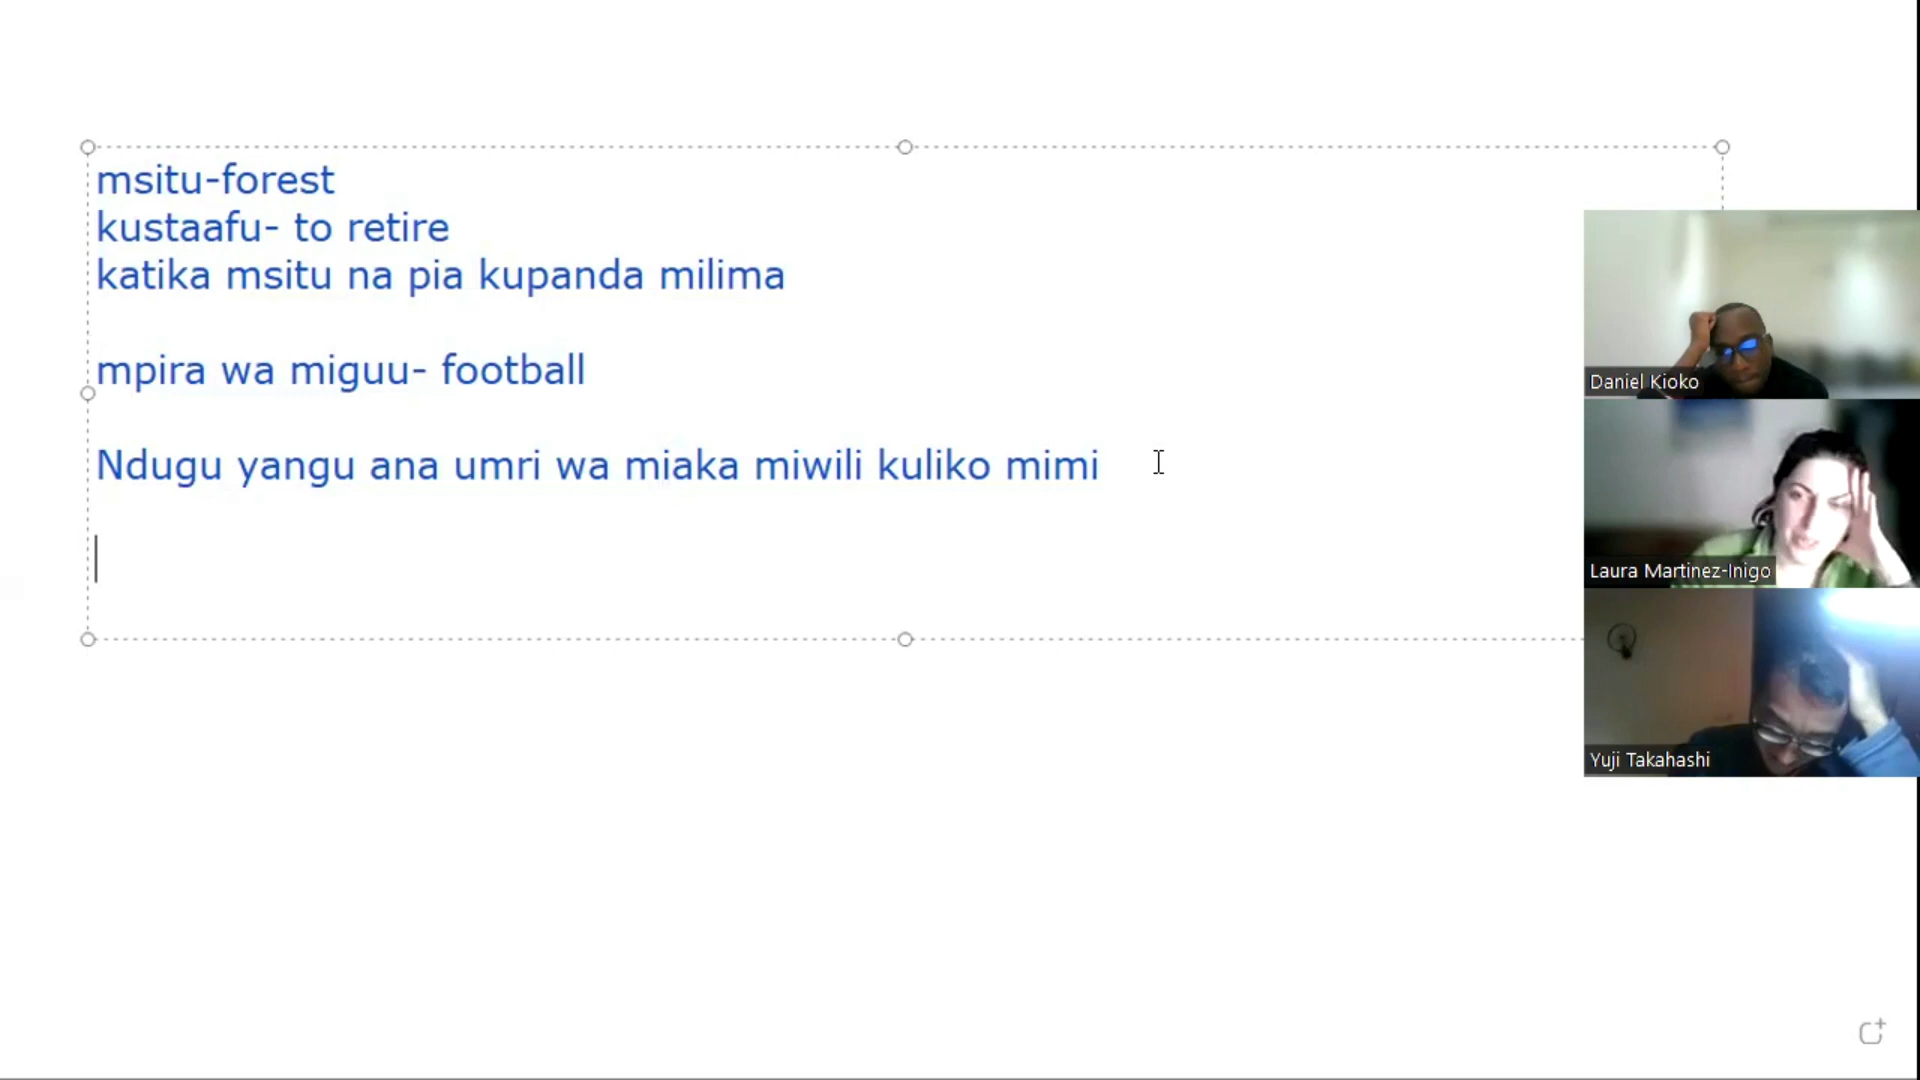 msitu-forest
kustaafu- to retire
katika msitu na pia kupanda milima
mpira wa miguu- football
Ndugu yangu ana umri wa miaka miwili kuliko mimi
Daniel Kioko
Laura Martinez-Inigo
Yuji Takahashi